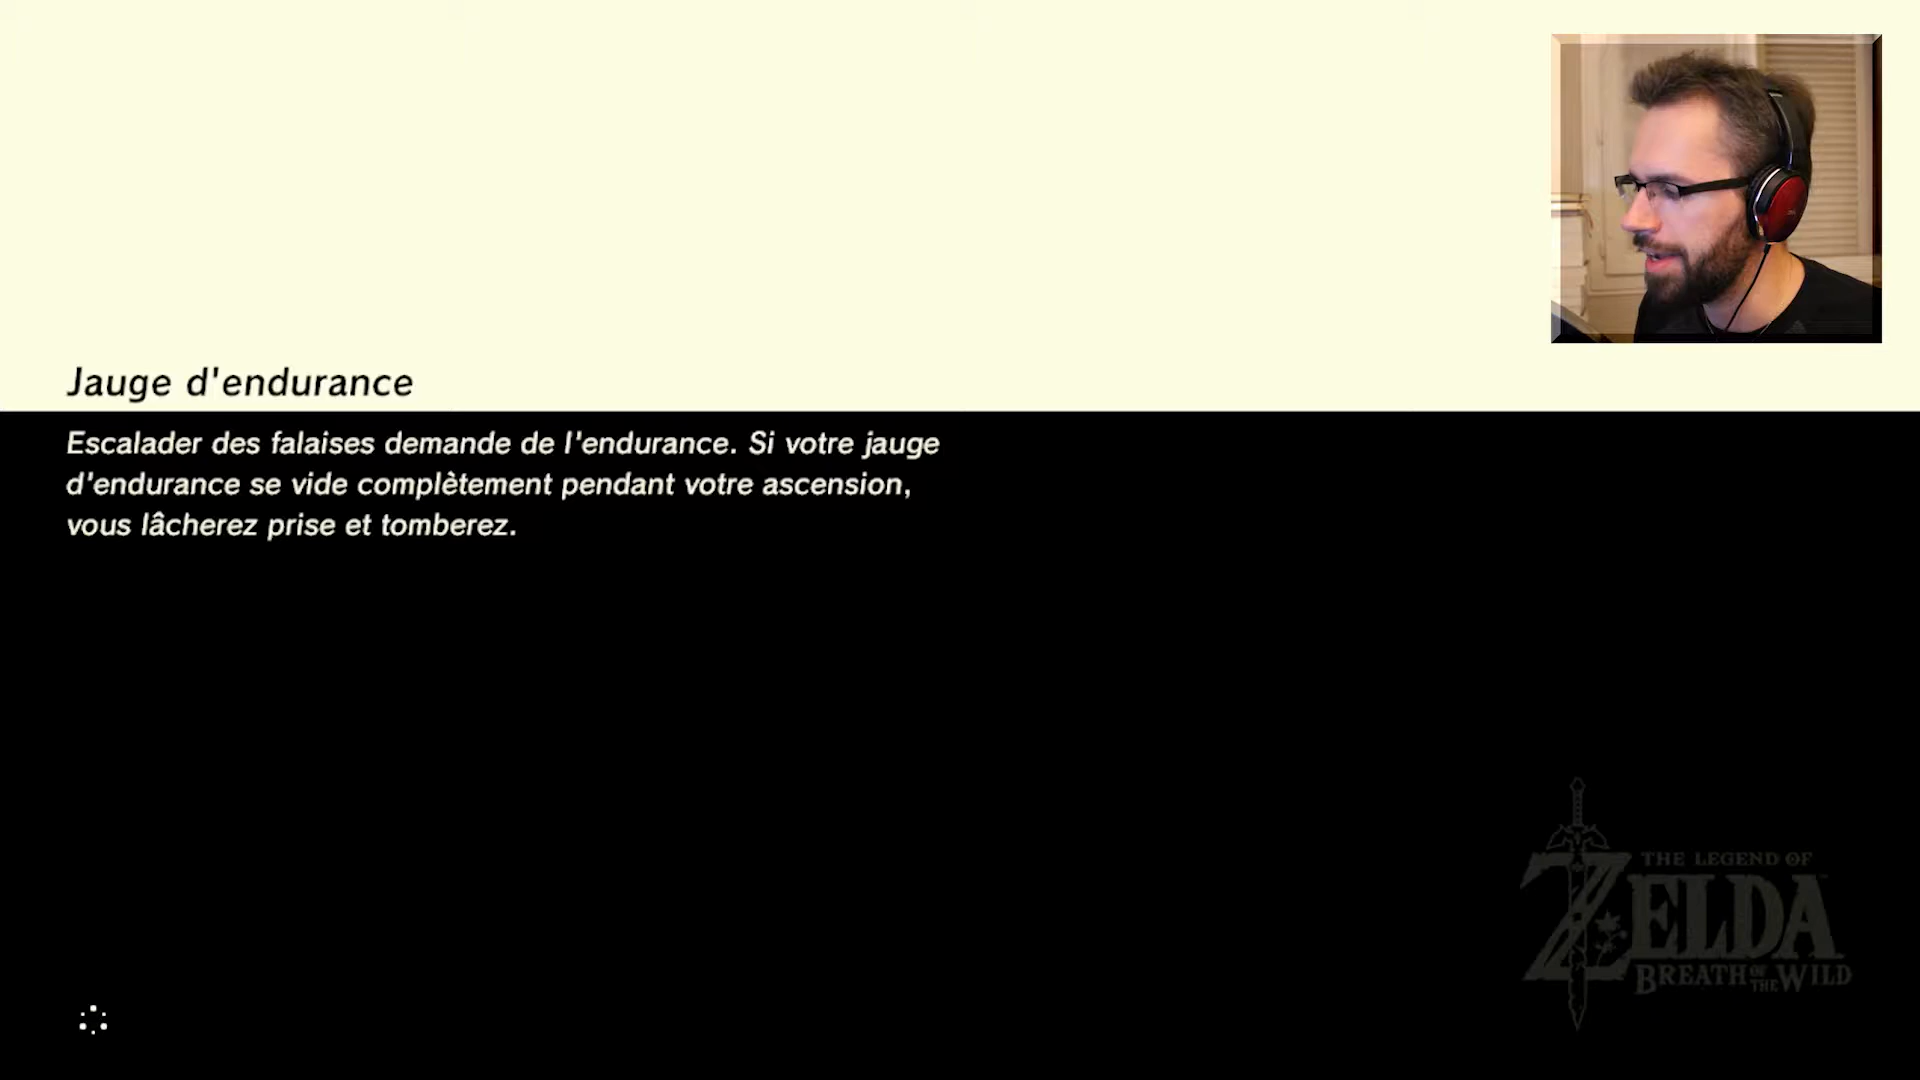 Jauge d'endurance
Escalader des falaises demande de l'endurance. Si votre jauge
d'endurance se vide complètement pendant votre ascension,
vous lâcherez prise et tomberez.
THE LEGEND OF
ZELDA
BREATH OF THE WILD